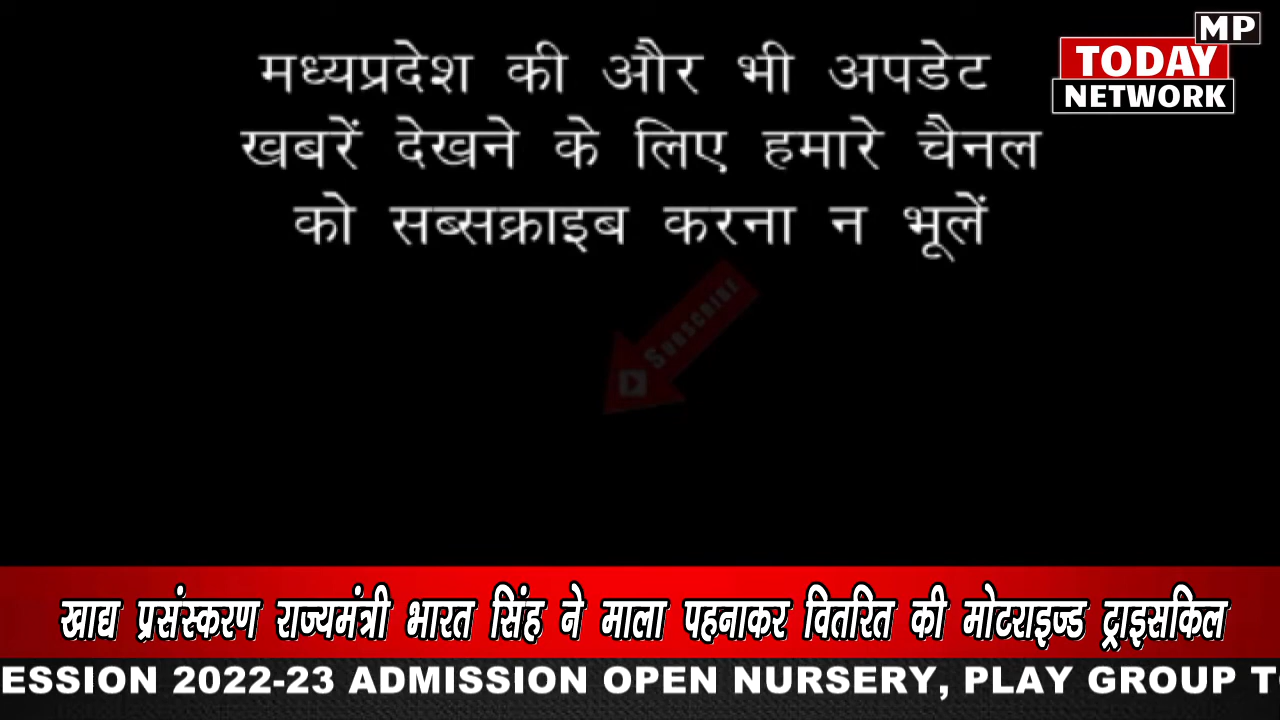 MP
TODAY
NETWORK
मध्यप्रदेश की और भी अपडेट
खबरें देखने के लिए हमारे चैनल
को सब्सक्राइब करना न भूलें
SUBSCRIBE
खाद्य प्रसंस्करण राज्यमंत्री भारत सिंह ने माला पहनाकर वितरित की मोटराइज्ड ट्राइसकिल
ESSION 2022-23 ADMISSION OPEN NURSERY, PLAY GROUP T